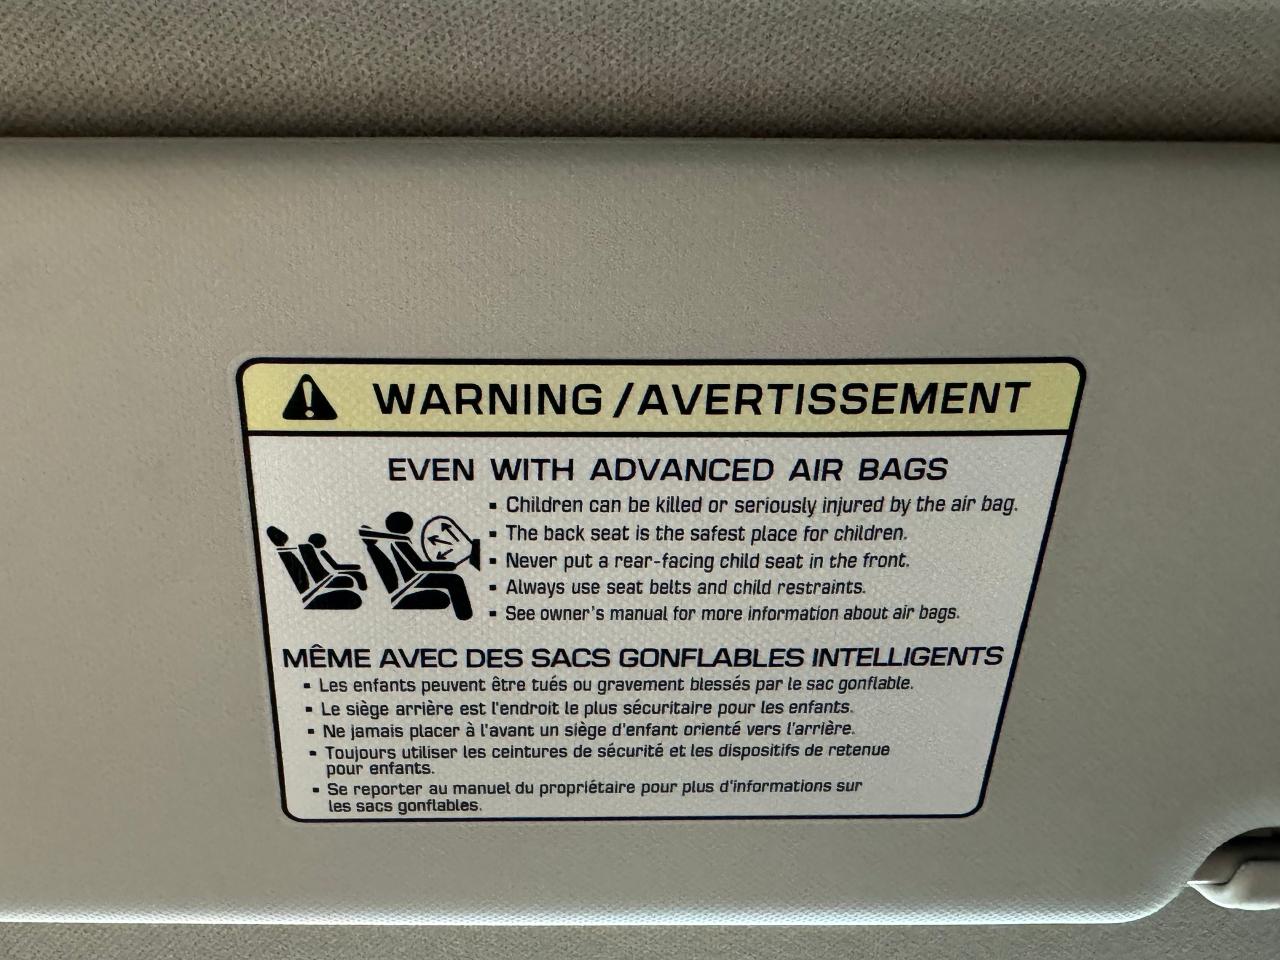 WARNING/AVERTISSEMENT
EVEN WITH ADVANCED AIR BAGS
▪ Children can be killed or seriously injured by the air bag.
▪ The back seat is the safest place for children.
▪ Never put a rear-facing child seat in the front.
▪ Always use seat belts and child restraints.
▪ See owner's manual for more information about air bags.
MÊME AVEC DES SACS GONFLABLES INTELLIGENTS
▪ Les enfants peuvent être tués ou gravement blessés par le sac gonflable.
▪ Le siège arrière est l'endroit le plus sécuritaire pour les enfants.
▪ Ne jamais placer à l'avant un siège d'enfant orienté vers l'arrière.
▪ Toujours utiliser les ceintures de sécurité et les dispositifs de retenue
pour enfants.
▪ Se reporter au manuel du propriétaire pour plus d'informations sur
les sacs gonflables.